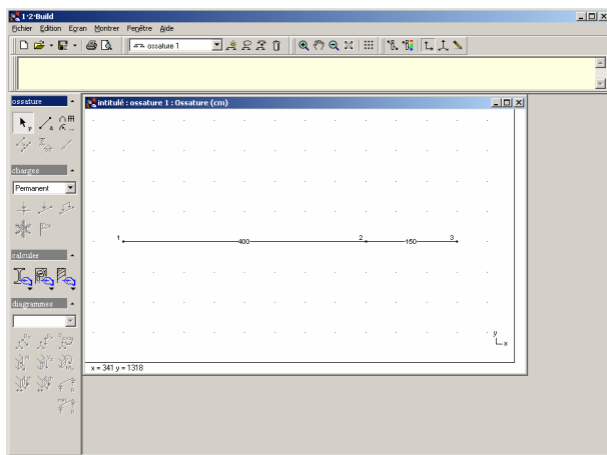 1·2·Build
Fichier Edition Ecran Montrer Fenêtre Aide
ossature 1
ossature
intitulé : ossature 1 : Ossature (cm)
charges
Permanent
calculer
diagrammes
1 400 2 150 3
y
x
x = 341 y = 1318